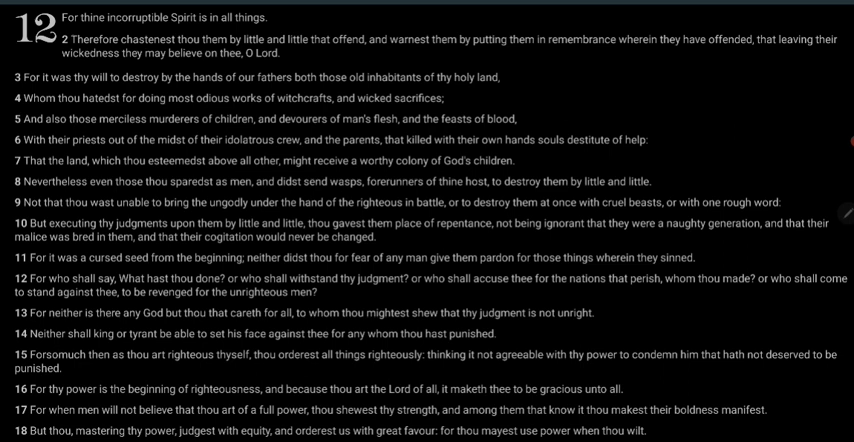 12 For thine incorruptible Spirit is in all things.
2 Therefore chastenest thou them by little and little that offend, and warnest them by putting them in remembrance wherein they have offended, that leaving their
wickedness they may believe on thee, O Lord.
3 For it was thy will to destroy by the hands of our fathers both those old inhabitants of thy holy land,
4 Whom thou hatedst for doing most odious works of witchcrafts, and wicked sacrifices;
5 And also those merciless murderers of children, and devourers of man's flesh, and the feasts of blood,
6 With their priests out of the midst of their idolatrous crew, and the parents, that killed with their own hands souls destitute of help:
7 That the land, which thou esteemedst above all other, might receive a worthy colony of God's children.
8 Nevertheless even those thou sparedst as men, and didst send wasps, forerunners of thine host, to destroy them by little and little.
9 Not that thou wast unable to bring the ungodly under the hand of the righteous in battle, or to destroy them at once with cruel beasts, or with one rough word:
10 But executing thy judgments upon them by little and little, thou gavest them place of repentance, not being ignorant that they were a naughty generation, and that their
malice was bred in them, and that their cogitation would never be changed.
11 For it was a cursed seed from the beginning; neither didst thou for fear of any man give them pardon for those things wherein they sinned.
12 For who shall say, What hast thou done? or who shall withstand thy judgment? or who shall accuse thee for the nations that perish, whom thou made? or who shall come
to stand against thee, to be revenged for the unrighteous men?
13 For neither is there any God but thou that careth for all, to whom thou mightest shew that thy judgment is not unright.
14 Neither shall king or tyrant be able to set his face against thee for any whom thou hast punished.
15 Forsomuch then as thou art righteous thyself, thou orderest all things righteously: thinking it not agreeable with thy power to condemn him that hath not deserved to be
punished.
16 For thy power is the beginning of righteousness, and because thou art the Lord of all, it maketh thee to be gracious unto all.
17 For when men will not believe that thou art of a full power, thou shewest thy strength, and among them that know it thou makest their boldness manifest.
18 But thou, mastering thy power, judgest with equity, and orderest us with great favour: for thou mayest use power when thou wilt.